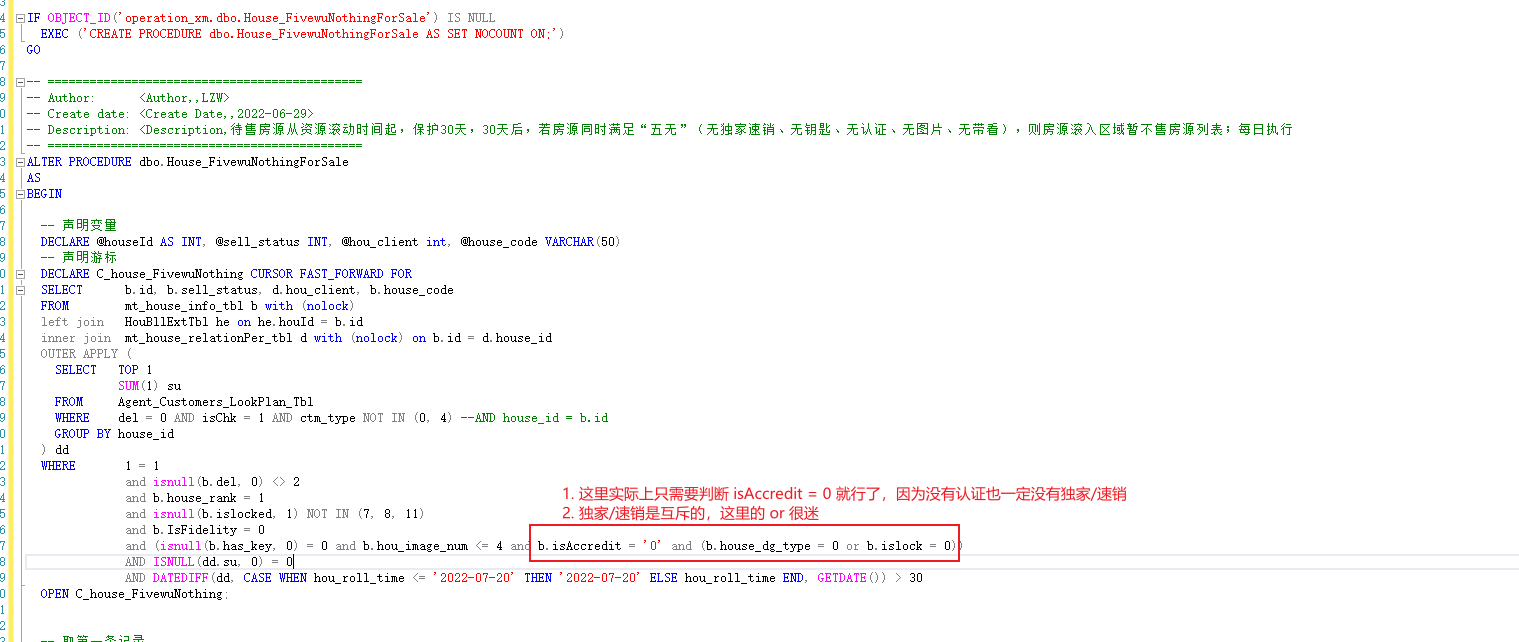 IF OBJECT_ID('operation_xm.dbo.House_FivewuNothingForSale') IS NULL
EXEC ('CREATE PROCEDURE dbo.House_FivewuNothingForSale AS SET NOCOUNT ON;')
GO
-- =============================================
-- Author: <Author,,LZW>
-- Create date: <Create Date,,2022-06-29>
-- Description: <Description,待售房源从资源滚动时间起，保护30天，30天后，若房源同时满足“五无”（无独家速销、无钥匙、无认证、无图片、无带看），则房源滚入区域暂不售房源列表；每日执行
-- =============================================
ALTER PROCEDURE dbo.House_FivewuNothingForSale
AS
BEGIN
-- 声明变量
DECLARE @houseId AS INT, @sell_status INT, @hou_client int, @house_code VARCHAR(50)
-- 声明游标
DECLARE C_house_FivewuNothing CURSOR FAST_FORWARD FOR
SELECT b.id, b.sell_status, d.hou_client, b.house_code
FROM mt_house_info_tbl b with (nolock)
left join HouBllExtTbl he on he.houId = b.id
inner join mt_house_relationPer_tbl d with (nolock) on b.id = d.house_id
OUTER APPLY (
SELECT TOP 1
SUM(1) su
FROM Agent_Customers_LookPlan_Tbl
WHERE del = 0 AND isChk = 1 AND ctm_type NOT IN (0, 4) --AND house_id = b.id
GROUP BY house_id
) dd
WHERE 1 = 1
and isnull(b.del, 0) <> 2
and b.house_rank = 1
1. 这里实际上只需要判断 isAccredit = 0 就行了，因为没有认证也一定没有独家/速销
and isnull(b.islocked, 1) NOT IN (7, 8, 11)
2. 独家/速销是互斥的，这里的 or 很迷
and b.IsFidelity = 0
and (isnull(b.has_key, 0) = 0 and b.hou_image_num <= 4 and b.isAccredit = '0' and (b.house_dg_type = 0 or b.islock = 0))
AND ISNULL(dd.su, 0) = 0
AND DATEDIFF(dd, CASE WHEN hou_roll_time <= '2022-07-20' THEN '2022-07-20' ELSE hou_roll_time END, GETDATE()) > 30
OPEN C_house_FivewuNothing;
-- 取第一条记录